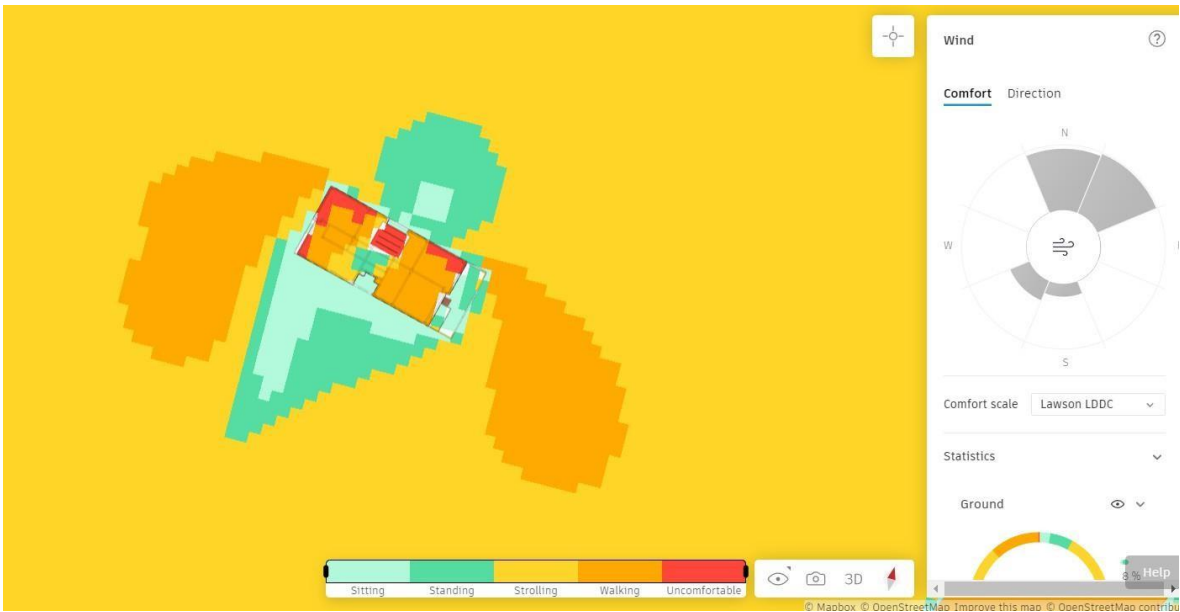 Wind
Comfort Direction
N
W
S
Comfort scale Lawson LDDC
Statistics
Ground
8 %
Help
Sitting Standing Strolling Walking Uncomfortable
3D
© Mapbox © OpenStreetMap Improve this map © OpenStreetMap